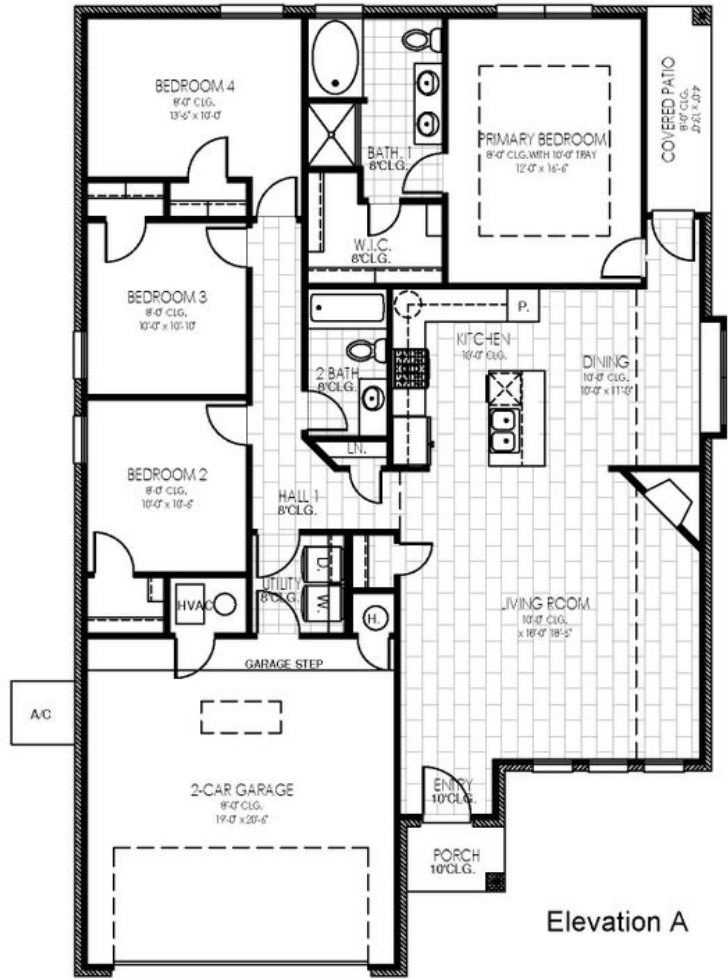 BEDROOM 4
8'-0" CLG.
13'-6" x 10'-0"
BATH. 1
8'CLG.
PRIMARY BEDROOM
8'-0" CLG. WITH 10'-0" TRAY
12'-0" x 16'-6"
COVERED PATIO
8'-0" CLG.
W.I.C.
8'CLG.
BEDROOM 3
8'-0" CLG.
10'-0" x 10'-10"
2 BATH
8'CLG.
P.
KITCHEN
10'-0" CLG.
DINING
10'-0" CLG.
10'-0" x 11'-0"
LN.
BEDROOM 2
8'-0" CLG.
10'-0" x 10'-6"
HALL 1
8'CLG.
HVAC
UTILITY
8'CLG.
D.
W.
H.
LIVING ROOM
10'-0" CLG.
x 18'-0" 18'-5"
GARAGE STEP
A/C
2-CAR GARAGE
8'-0" CLG.
19'-0" x 20'-6"
ENTRY
10'CLG.
PORCH
10'CLG.
Elevation A